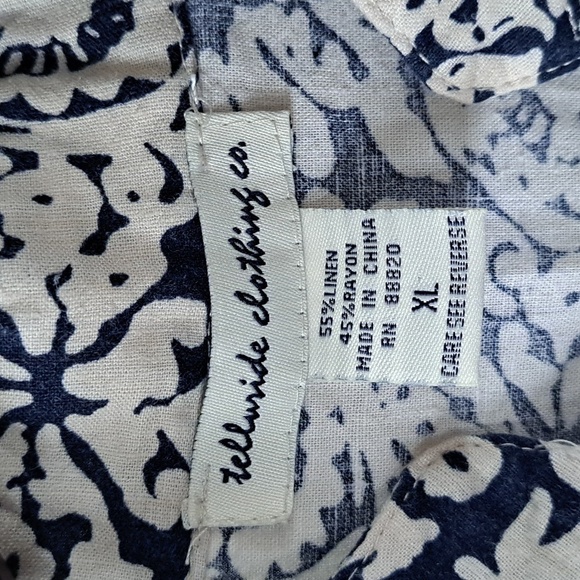 telluride clothing co.
55% LINEN
45% RAYON
MADE IN CHINA
RN 88820
XL
CARE SEE REVERSE